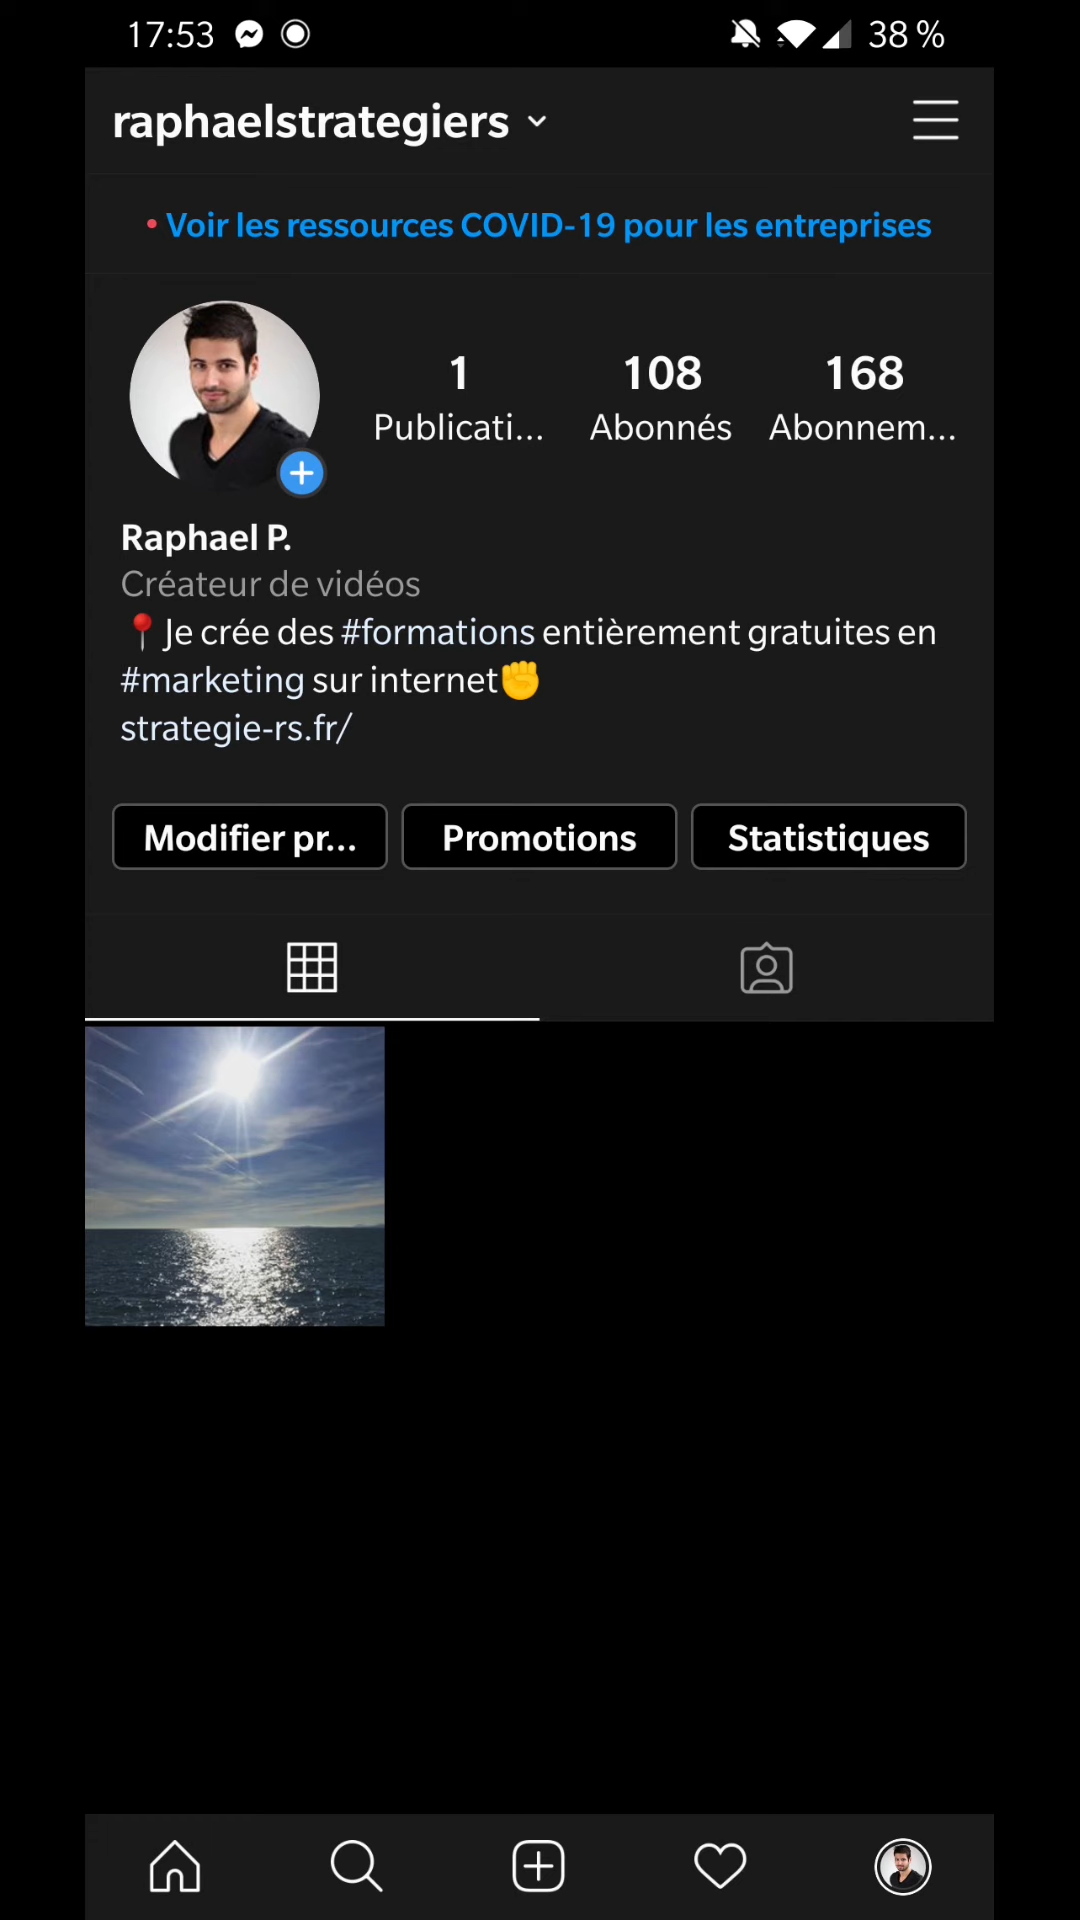 17:53 38 %
raphaelstrategiers
• Voir les ressources COVID-19 pour les entreprises
1 108 168
Publicati... Abonnés Abonnem...
Raphael P.
Créateur de vidéos
📍Je crée des #formations entièrement gratuites en
#marketing sur internet✊
strategie-rs.fr/
Modifier pr... Promotions Statistiques